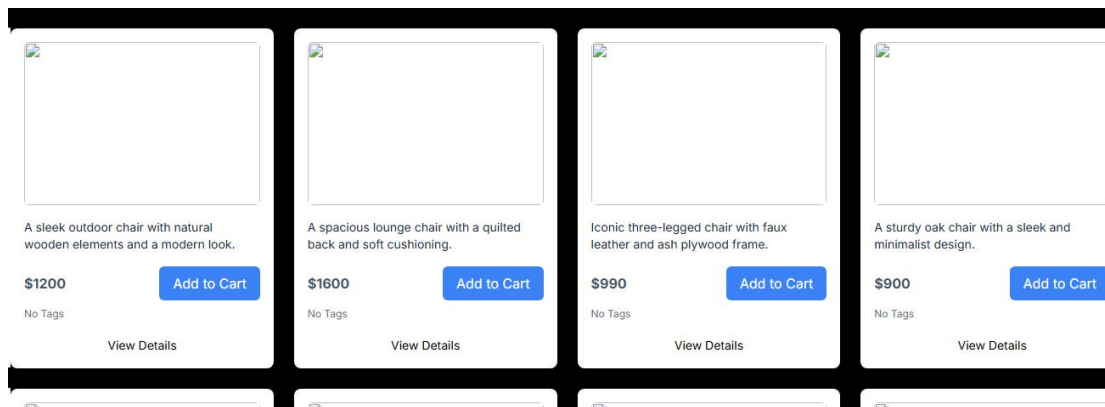 A sleek outdoor chair with natural
wooden elements and a modern look.
$1200
Add to Cart
No Tags
View Details
A spacious lounge chair with a quilted
back and soft cushioning.
$1600
Add to Cart
No Tags
View Details
Iconic three-legged chair with faux
leather and ash plywood frame.
$990
Add to Cart
No Tags
View Details
A sturdy oak chair with a sleek and
minimalist design.
$900
Add to Cart
No Tags
View Details